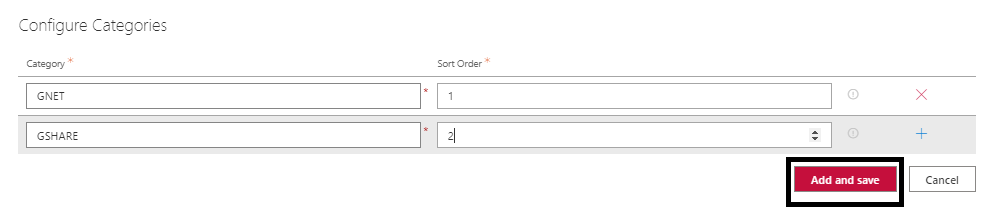 Configure Categories
Category * Sort Order *
GNET * 1
GSHARE * 2
Add and save Cancel